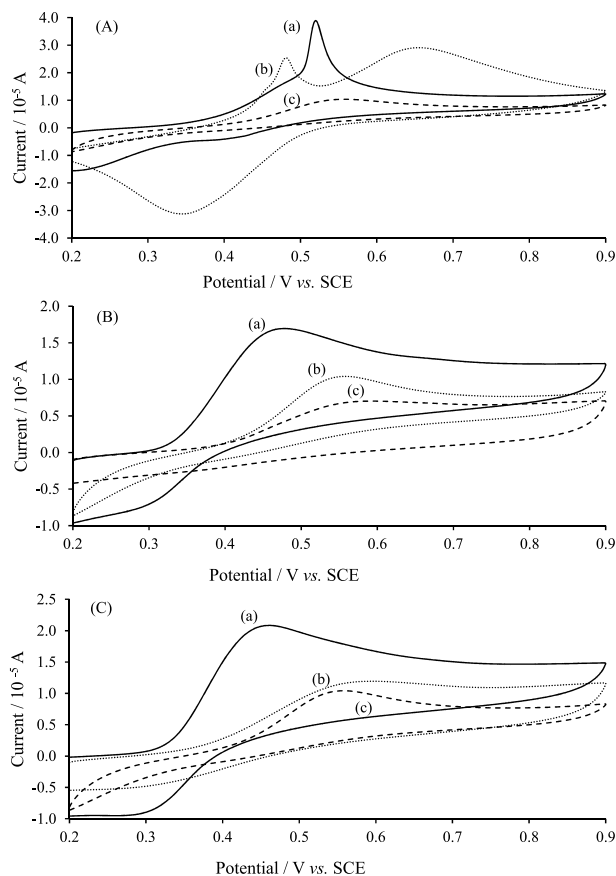 (A)
(a)
(b)
(c)
4.0
3.0
2.0
1.0
0.0
-1.0
-2.0
-3.0
-4.0
Current / 10⁻⁵ A
0.2 0.3 0.4 0.5 0.6 0.7 0.8 0.9
Potential / V vs. SCE
(B)
(a)
(b)
(c)
2.0
1.5
1.0
0.5
0.0
-0.5
-1.0
Current / 10⁻⁵ A
0.2 0.3 0.4 0.5 0.6 0.7 0.8 0.9
Potential / V vs. SCE
(C)
(a)
(b)
(c)
2.5
2.0
1.5
1.0
0.5
0.0
-0.5
-1.0
Current / 10⁻⁵ A
0.2 0.3 0.4 0.5 0.6 0.7 0.8 0.9
Potential / V vs. SCE